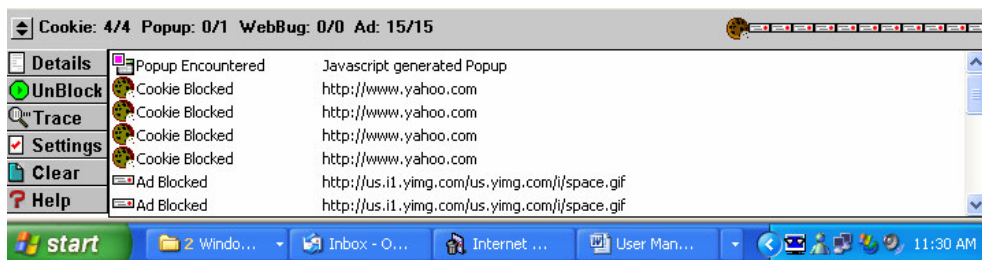 Cookie: 4/4 Popup: 0/1 WebBug: 0/0 Ad: 15/15
Details
UnBlock
Trace
Settings
Clear
Help
Popup Encountered Javascript generated Popup
Cookie Blocked http://www.yahoo.com
Cookie Blocked http://www.yahoo.com
Cookie Blocked http://www.yahoo.com
Cookie Blocked http://www.yahoo.com
Ad Blocked http://us.i1.yimg.com/us.yimg.com/i/space.gif
Ad Blocked http://us.i1.yimg.com/us.yimg.com/i/space.gif
start 2 Windo... Inbox - O... Internet ... User Man... 11:30 AM